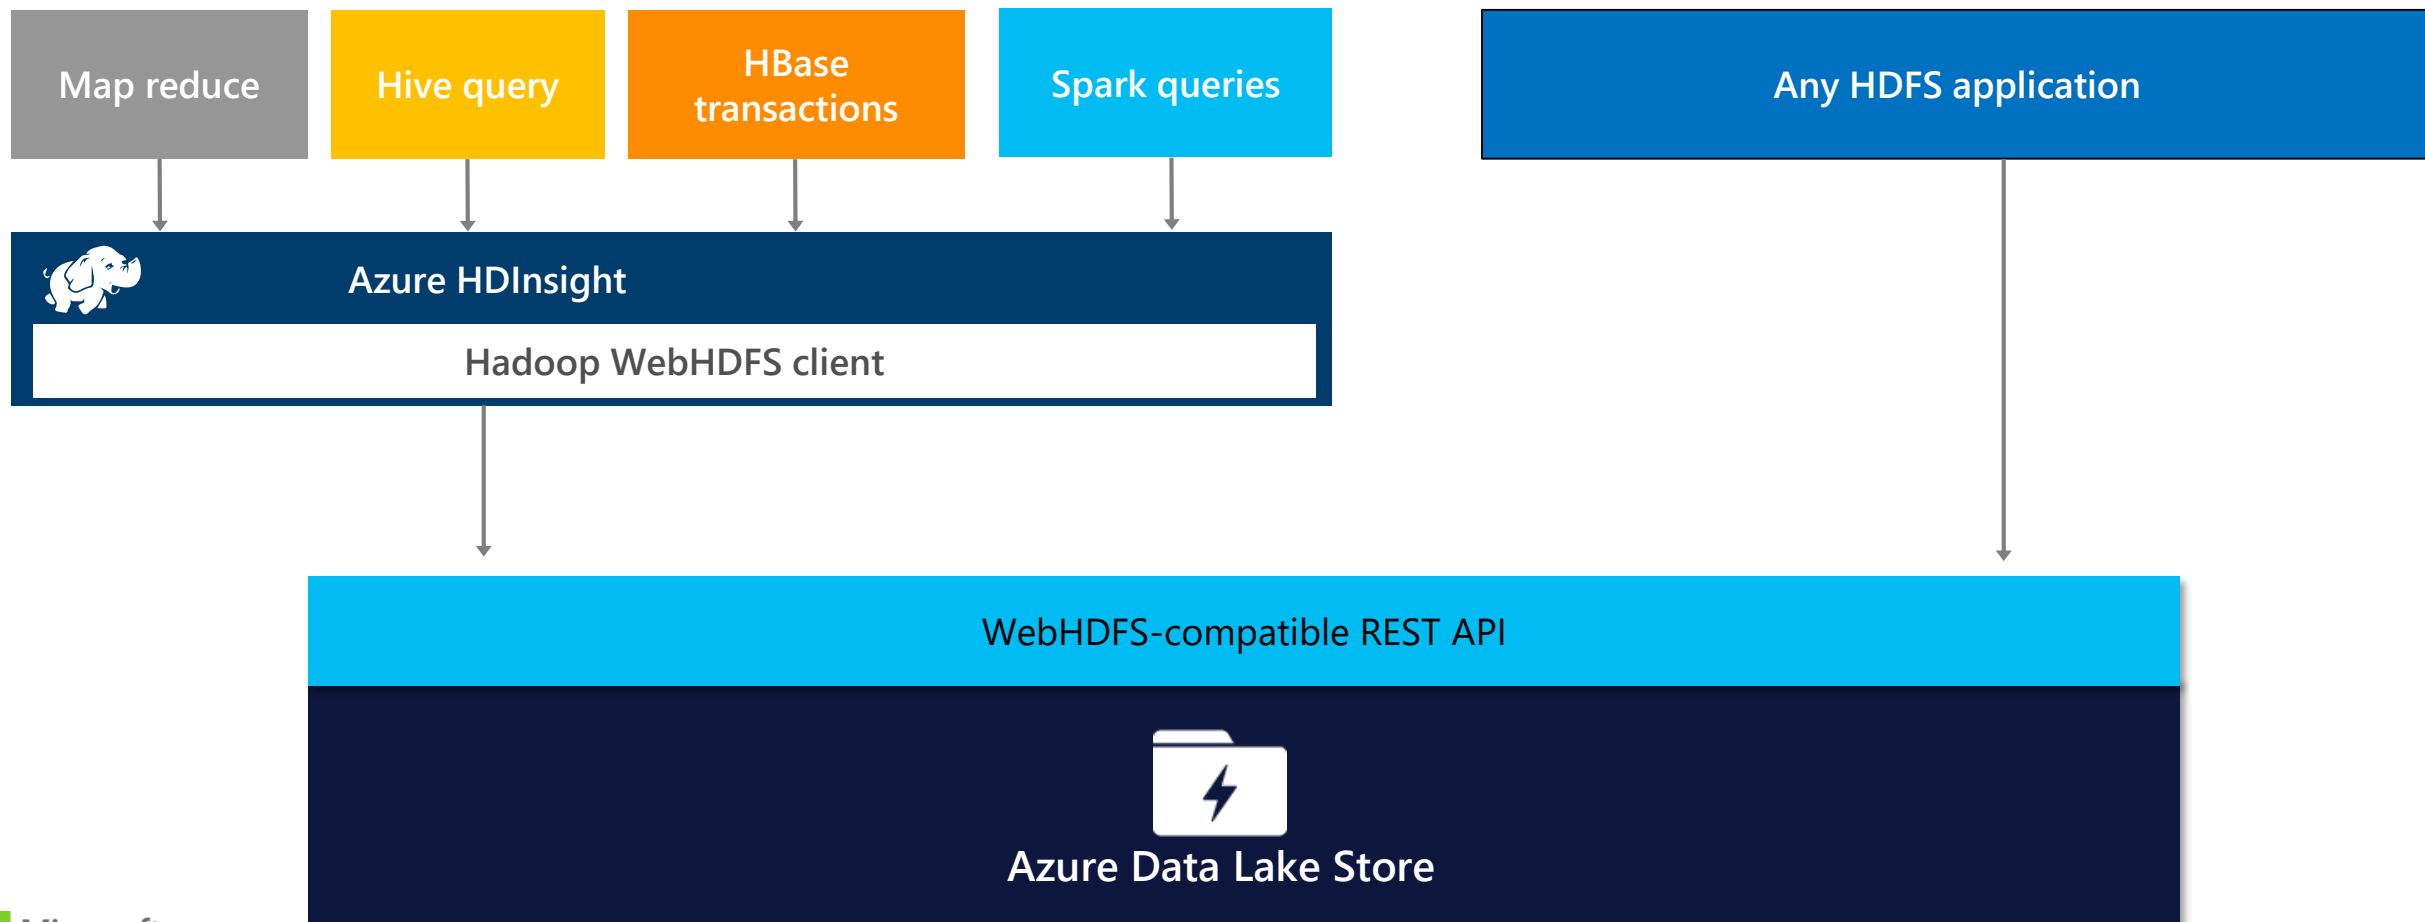 Map reduce
Hive query
HBase
transactions
Spark queries
Any HDFS application
Azure HDInsight
Hadoop WebHDFS client
WebHDFS-compatible REST API
Azure Data Lake Store